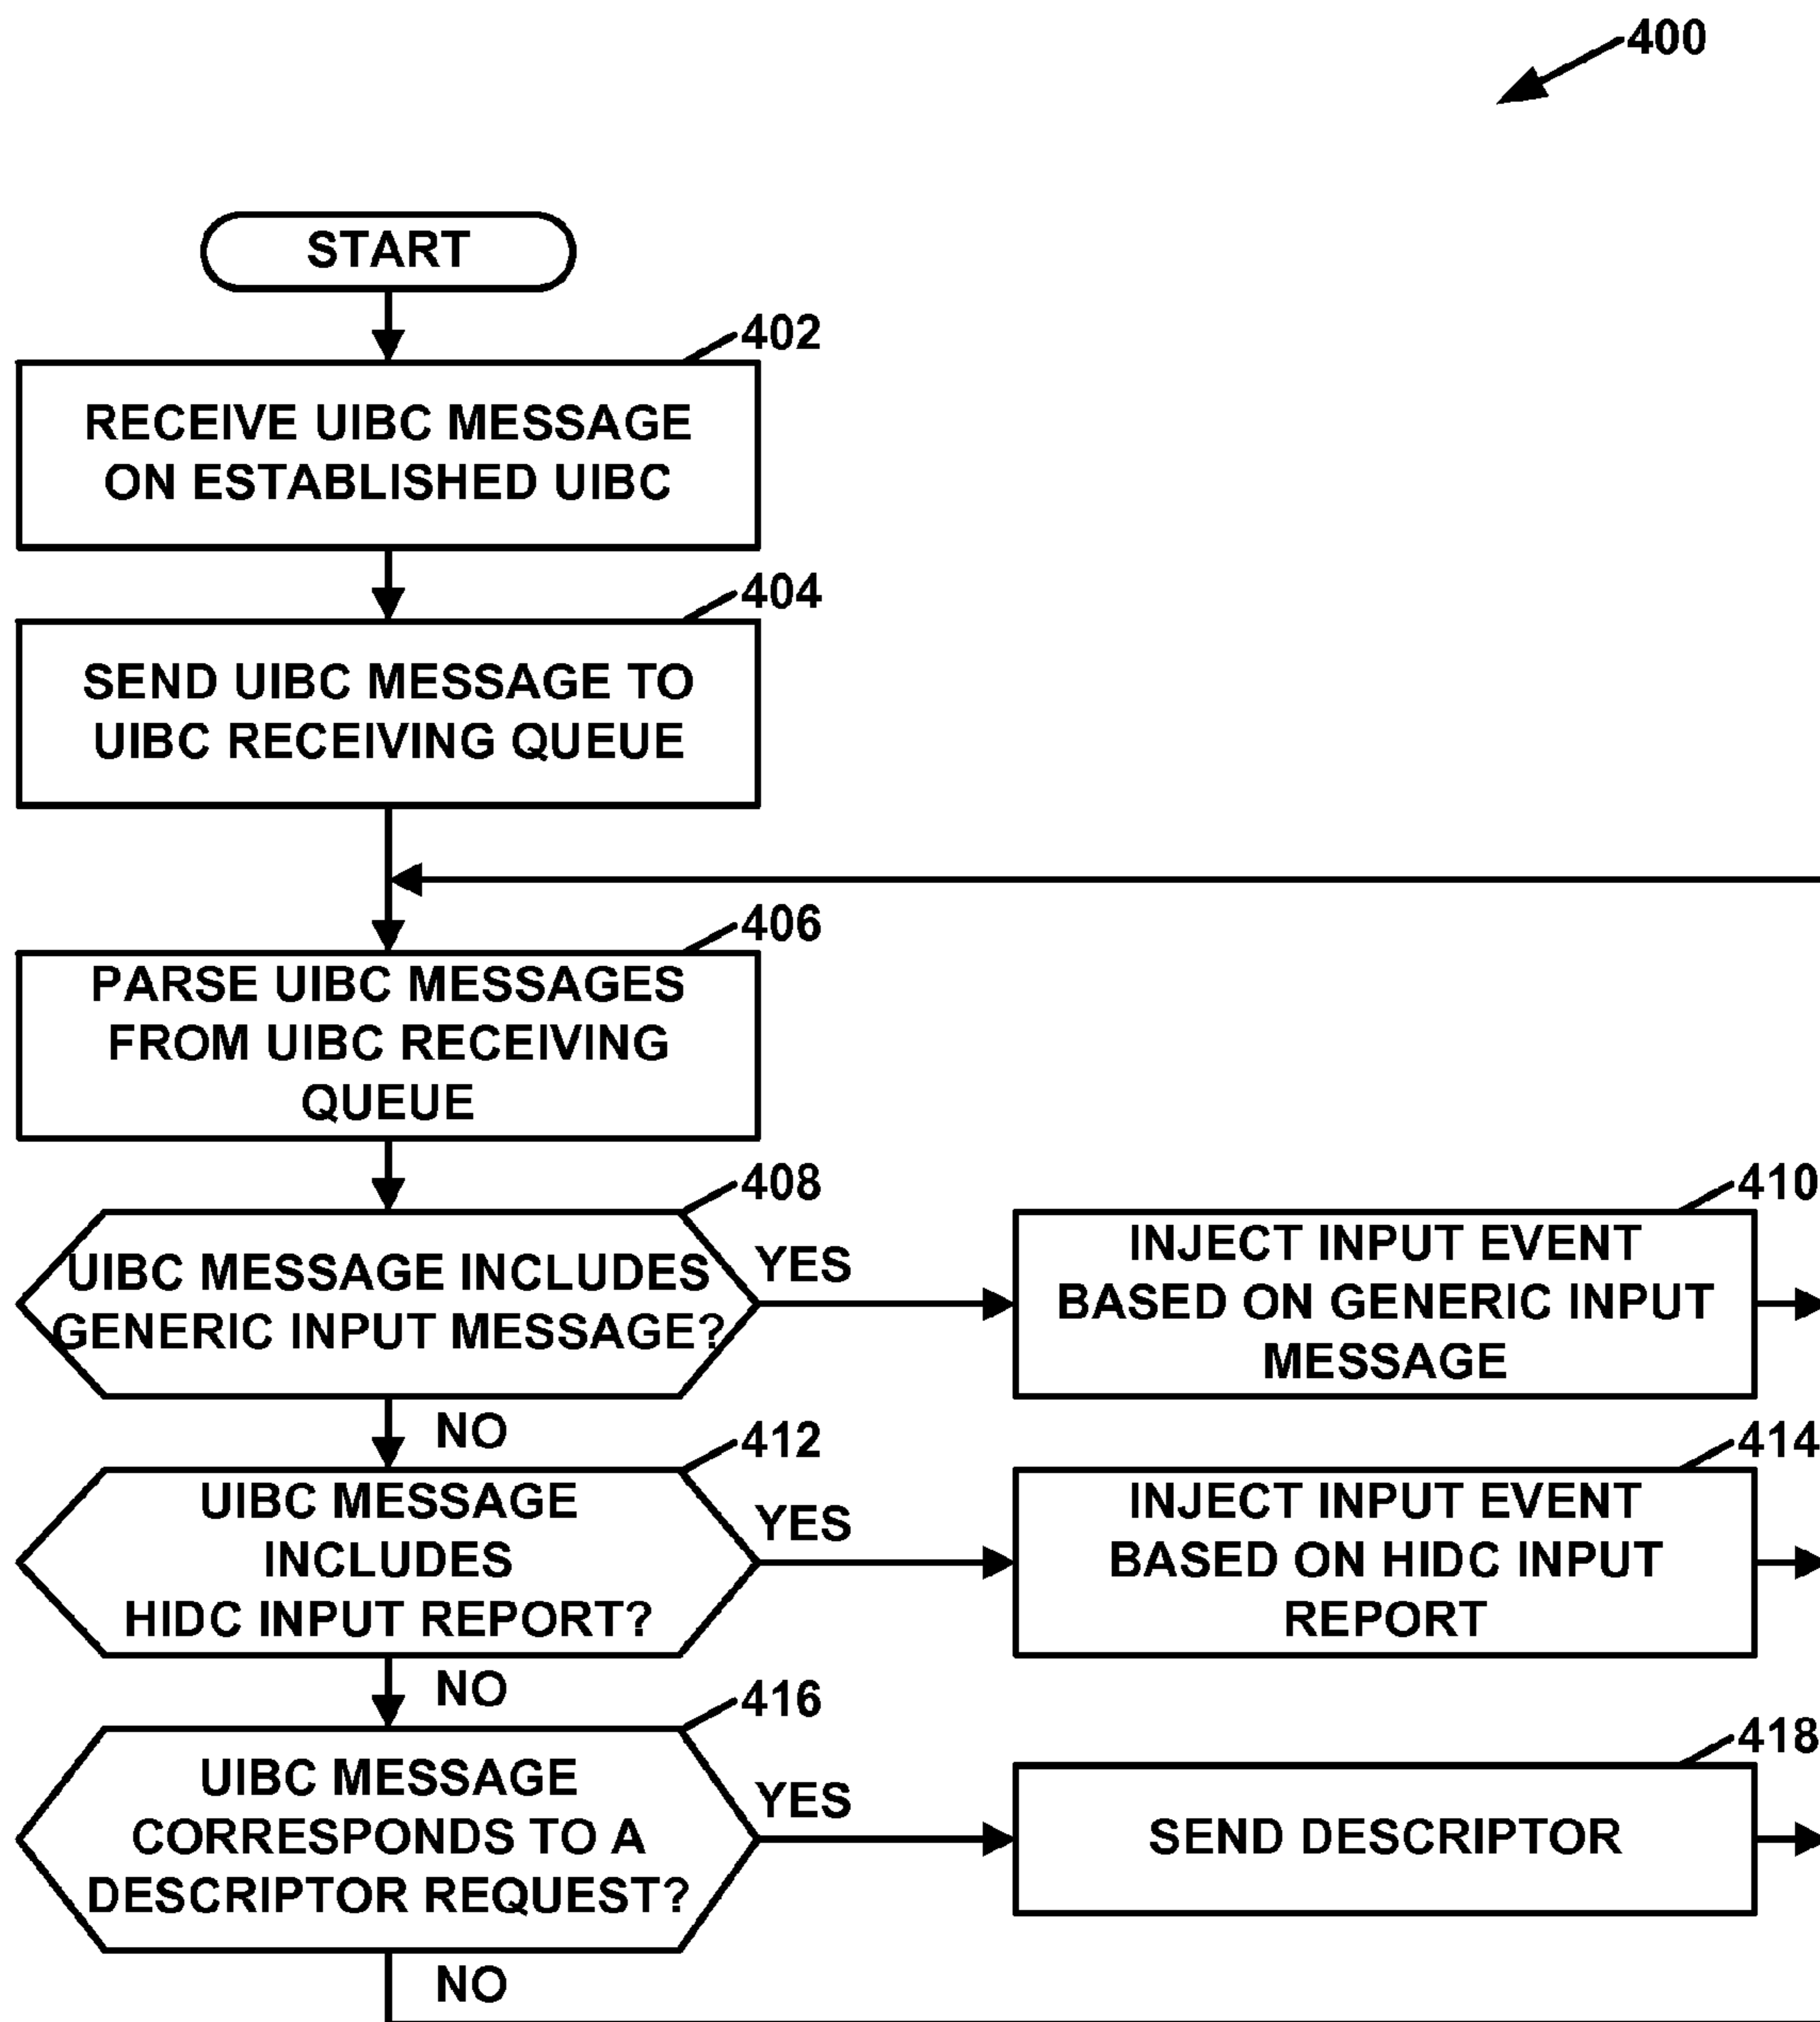 400
START
402
RECEIVE UIBC MESSAGE
ON ESTABLISHED UIBC
404
SEND UIBC MESSAGE TO
UIBC RECEIVING QUEUE
406
PARSE UIBC MESSAGES
FROM UIBC RECEIVING
QUEUE
408
UIBC MESSAGE INCLUDES
GENERIC INPUT MESSAGE?
YES
410
INJECT INPUT EVENT
BASED ON GENERIC INPUT
MESSAGE
NO
412
UIBC MESSAGE
INCLUDES
HIDC INPUT REPORT?
YES
414
INJECT INPUT EVENT
BASED ON HIDC INPUT
REPORT
NO
416
UIBC MESSAGE
CORRESPONDS TO A
DESCRIPTOR REQUEST?
YES
418
SEND DESCRIPTOR
NO